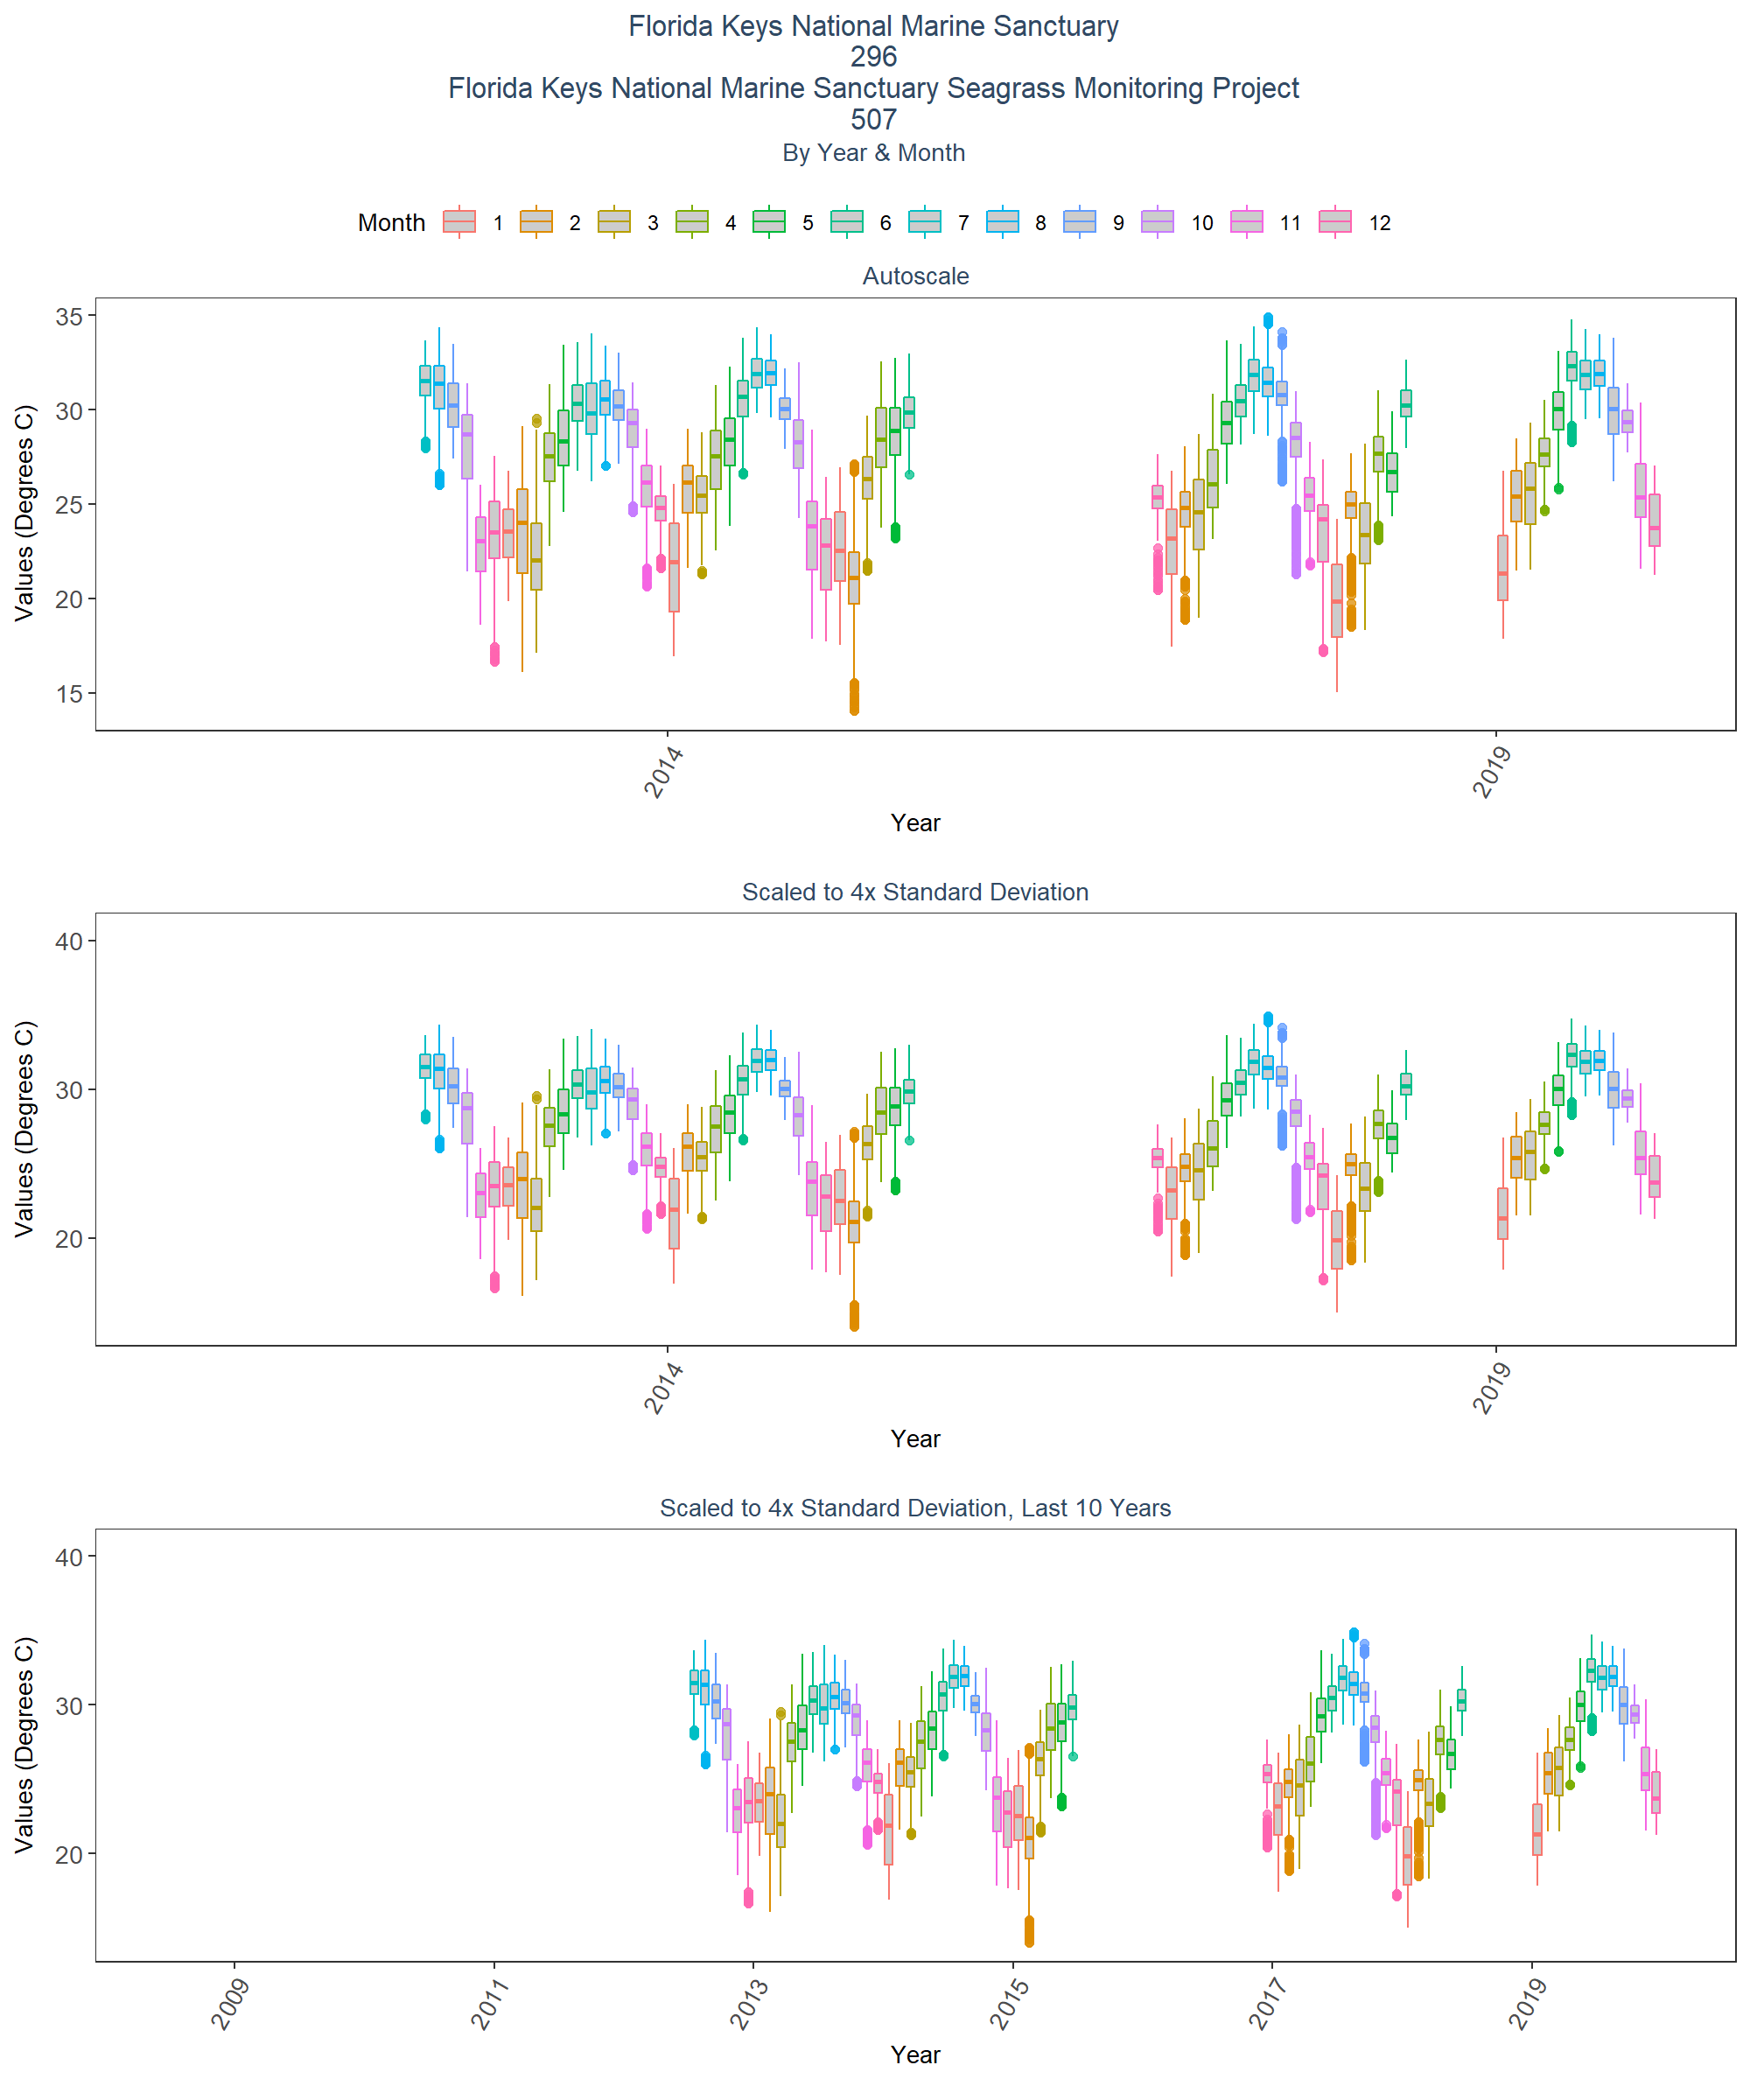 Florida Keys National Marine Sanctuary
296
Florida Keys National Marine Sanctuary Seagrass Monitoring Project
507
By Year & Month
Month 1 2 3 4 5 6 7 8 9 10 11 12
Autoscale
Values (Degrees C)
35
30
25
20
15
2014 2019
Year
Scaled to 4x Standard Deviation
Values (Degrees C)
40
30
20
2014 2019
Year
Scaled to 4x Standard Deviation, Last 10 Years
Values (Degrees C)
40
30
20
2009 2011 2013 2015 2017 2019
Year